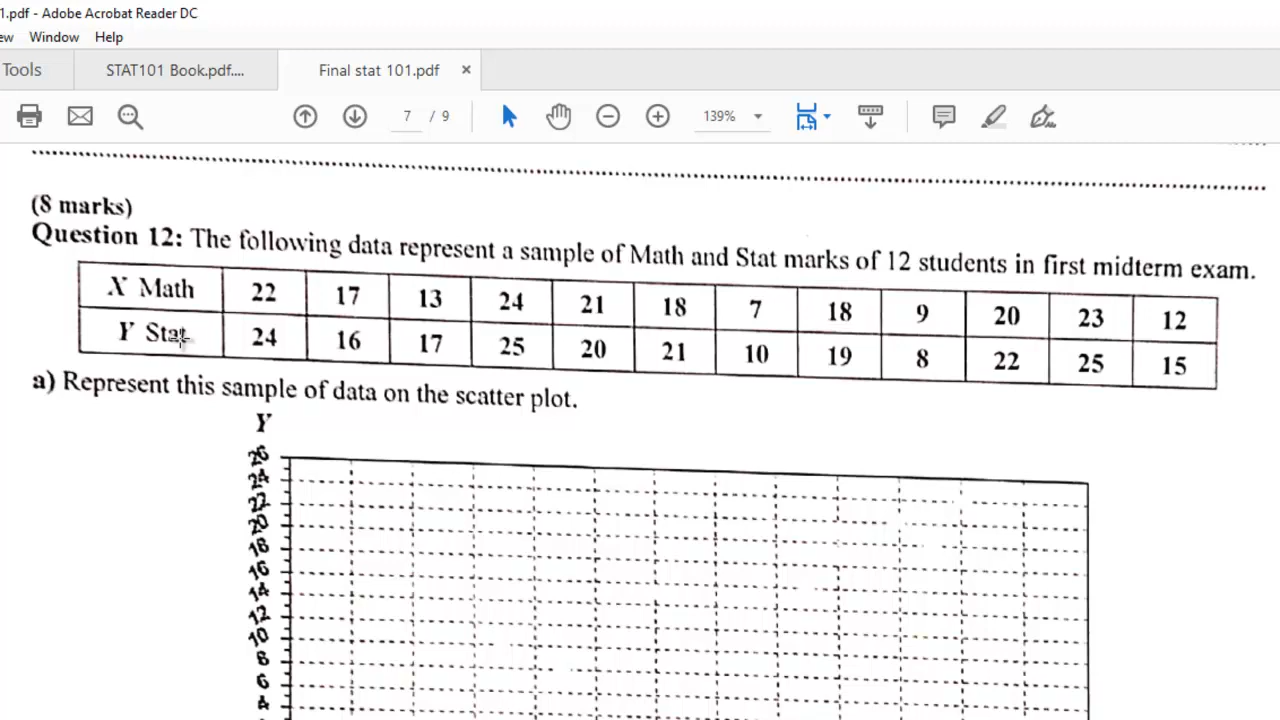 1.pdf - Adobe Acrobat Reader DC
ew Window Help
Tools STAT101 Book.pdf.... Final stat 101.pdf ×
7 / 9 139%
(8 marks)
Question 12: The following data represent a sample of Math and Stat marks of 12 students in first midterm exam.
X Math 22 17 13 24 21 18 7 18 9 20 23 12
Y Stat 24 16 17 25 20 21 10 19 8 22 25 15
a) Represent this sample of data on the scatter plot.
Y
26
24
22
20
18
16
14
12
10
8
6
4